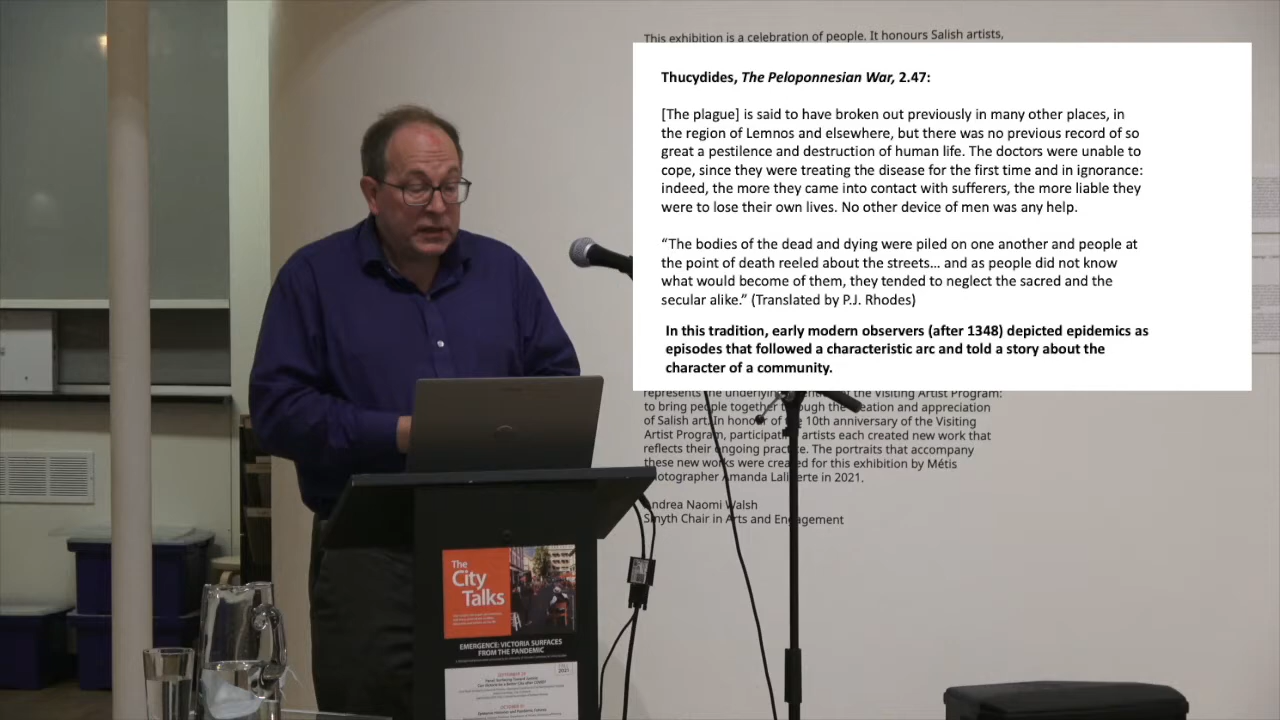 This exhibition is a celebration of people. It honours Salish artists,
Thucydides, The Peloponnesian War, 2.47:
[The plague] is said to have broken out previously in many other places, in
the region of Lemnos and elsewhere, but there was no previous record of so
great a pestilence and destruction of human life. The doctors were unable to
cope, since they were treating the disease for the first time and in ignorance:
indeed, the more they came into contact with sufferers, the more liable they
were to lose their own lives. No other device of men was any help.
“The bodies of the dead and dying were piled on one another and people at
the point of death reeled about the streets… and as people did not know
what would become of them, they tended to neglect the sacred and the
secular alike.” (Translated by P.J. Rhodes)
In this tradition, early modern observers (after 1348) depicted epidemics as
episodes that followed a characteristic arc and told a story about the
character of a community.
represents the underlying the Visiting Artist Program:
to bring people together through the creation and appreciation
of Salish art. In honour of the 10th anniversary of the Visiting
Artist Program, participating artists each created new work that
reflects their ongoing practice. The portraits that accompany
these new works were created for this exhibition by Métis
photographer Amanda Laliberte in 2021.
Andrea Naomi Walsh
Smyth Chair in Arts and Engagement
The
City
Talks
EMERGENCE: VICTORIA SURFACES
FROM THE PANDEMIC
FALL
2021